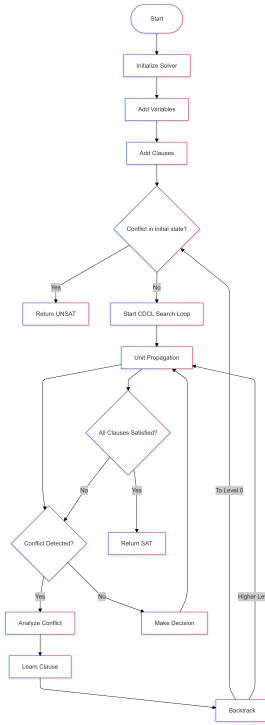 Start
Initialize Solver
Add Variables
Add Clauses
Conflict in initial state?
Yes
No
Return UNSAT
Start CDCL Search Loop
Unit Propagation
All Clauses Satisfied?
To Level 0
No
Yes
Conflict Detected?
Return SAT
Yes
No
Higher Lev
Analyze Conflict
Make Decision
Learn Clause
Backtrack